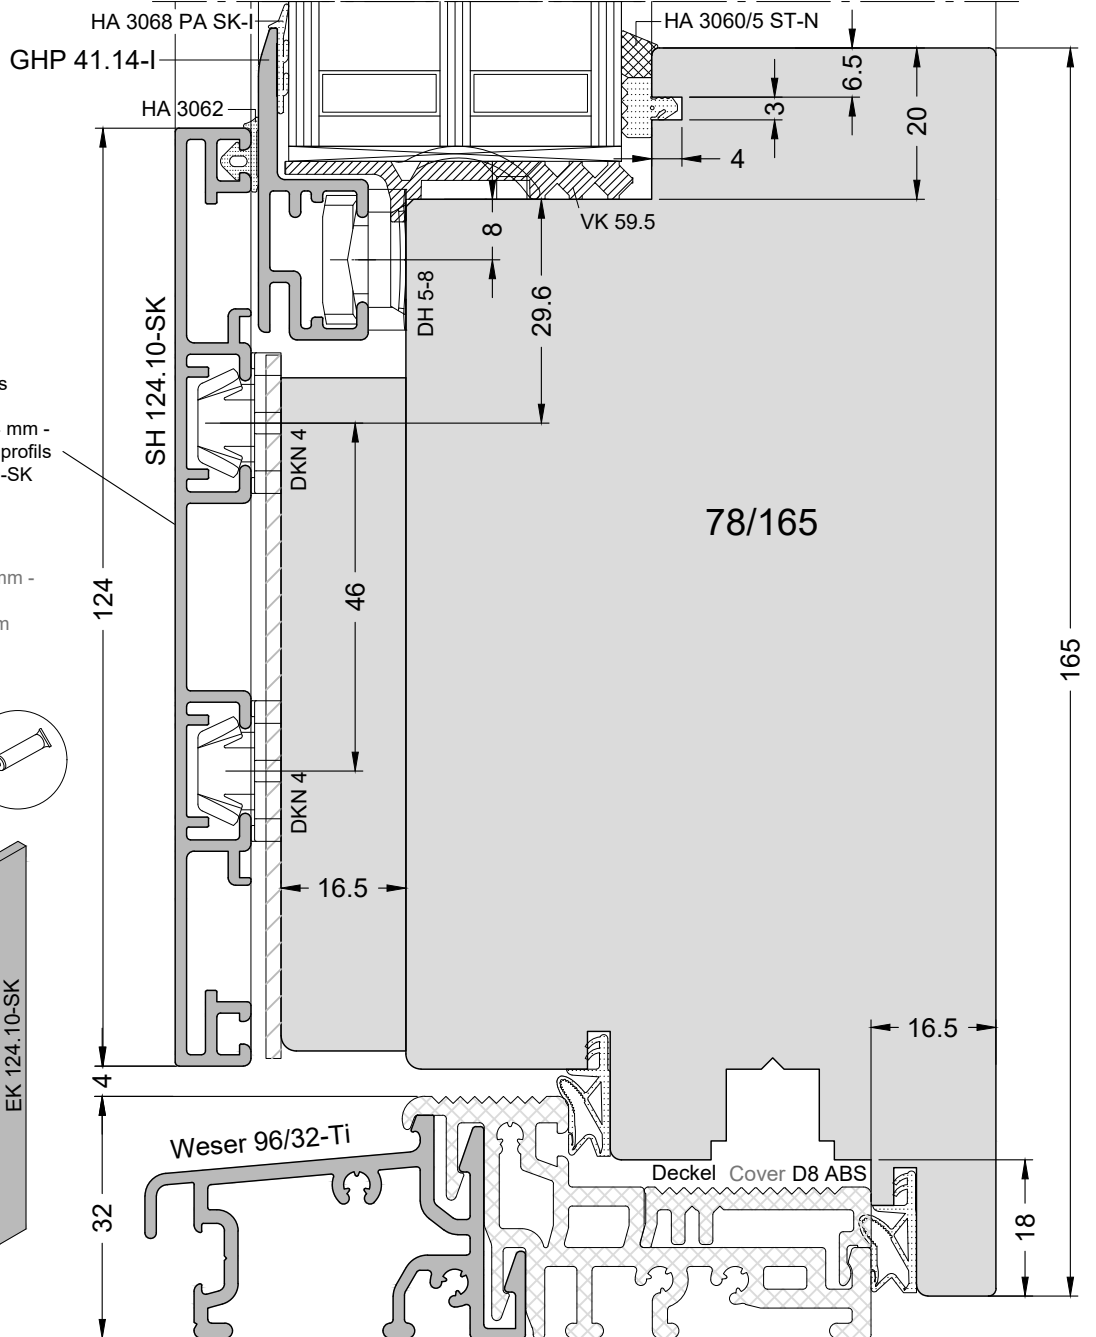 HA 3068 PA SK-I
HA 3060/5 ST-N
GHP 41.14-I
HA 3062
6.5
3
20
4
VK 59.5
8
DH 5-8
29.6
SH 124.10-SK
s
mm -
profils
-SK
DKN 4
78/165
mm -
124
46
165
DKN 4
16.5
EK 124.10-SK
16.5
4
Weser 96/32-Ti
Deckel Cover D8 ABS
32
18